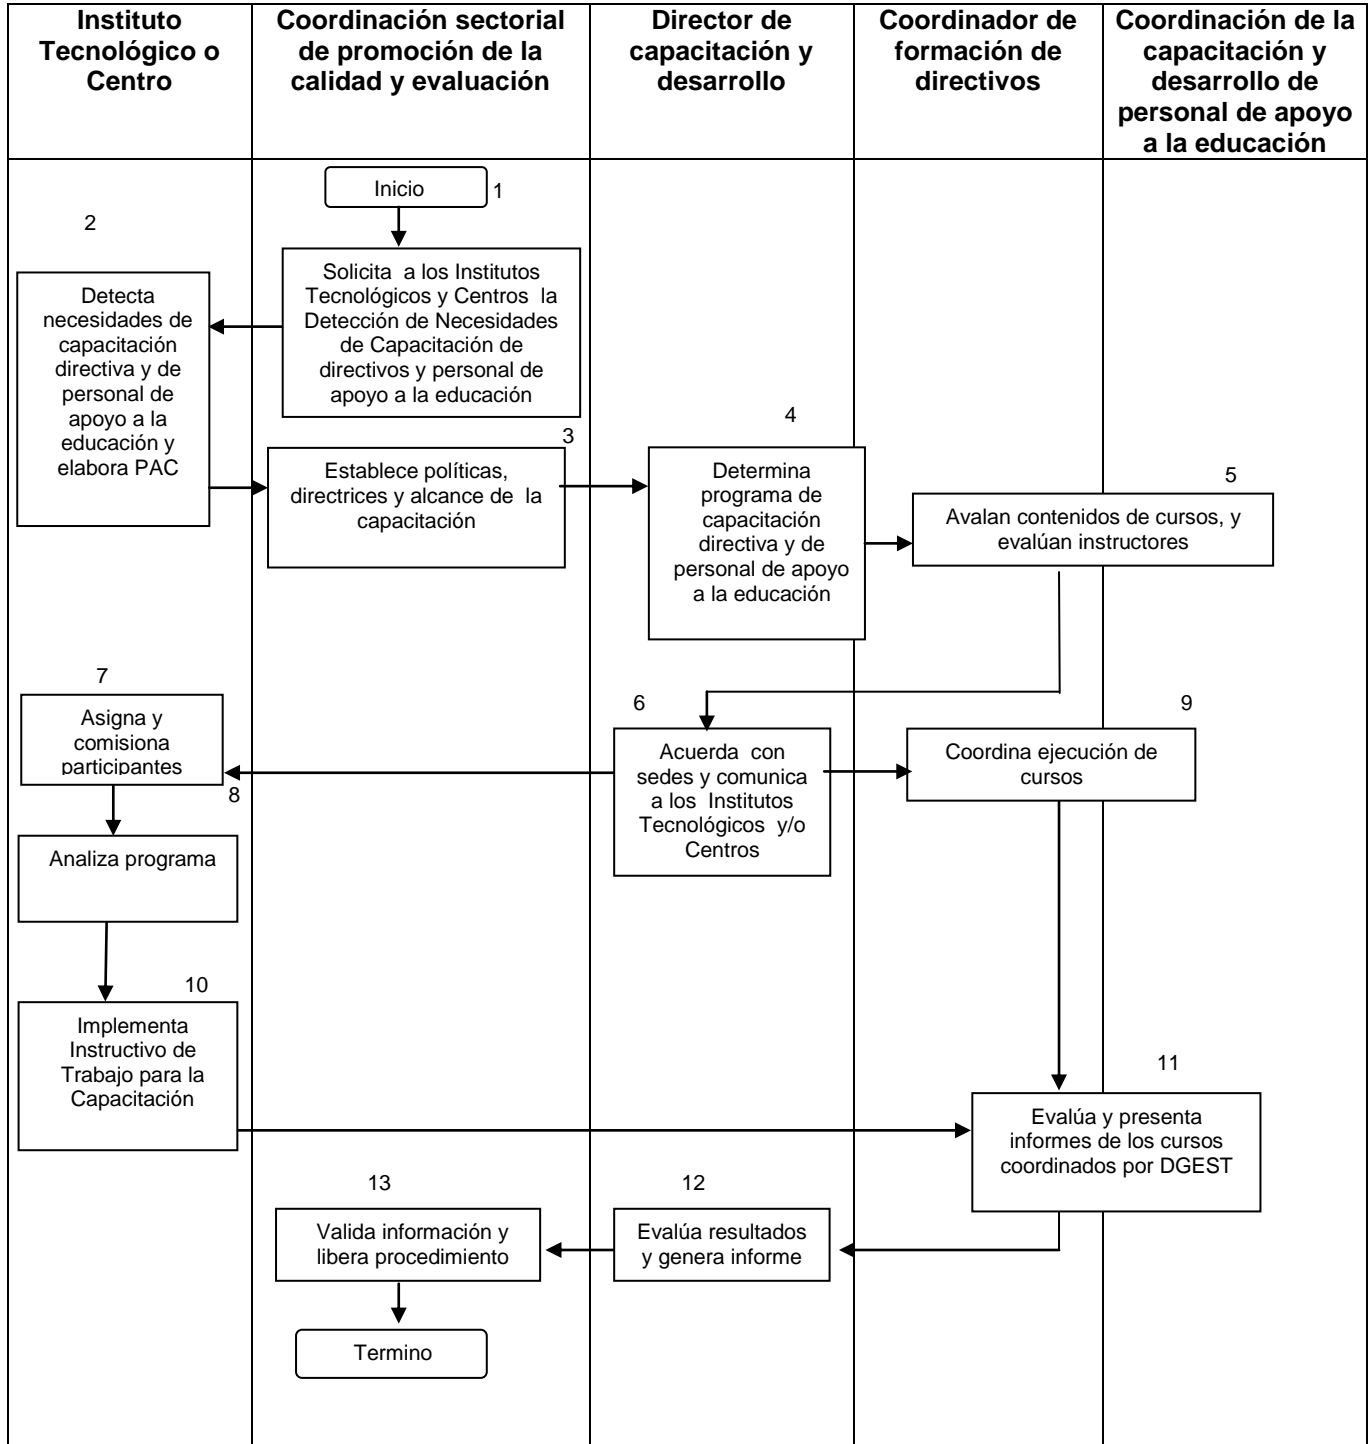 Instituto
Tecnológico o
Centro
Coordinación sectorial
de promoción de la
calidad y evaluación
Director de
capacitación y
desarrollo
Coordinador de
formación de
directivos
Coordinación de la
capacitación y
desarrollo de
personal de apoyo
a la educación
Inicio
1
2
Solicita a los Institutos
Tecnológicos y Centros la
Detección de Necesidades
de Capacitación de
directivos y personal de
apoyo a la educación
Detecta
necesidades de
capacitación
directiva y de
personal de
apoyo a la
educación y
elabora PAC
3
Establece políticas,
directrices y alcance de la
capacitación
4
Determina
programa de
capacitación
directiva y de
personal de apoyo
a la educación
5
Avalan contenidos de cursos, y
evalúan instructores
7
Asigna y
comisiona
participantes
6
Acuerda con
sedes y comunica
a los Institutos
Tecnológicos y/o
Centros
9
Coordina ejecución de
cursos
8
Analiza programa
10
Implementa
Instructivo de
Trabajo para la
Capacitación
11
Evalúa y presenta
informes de los cursos
coordinados por DGEST
13
Valida información y
libera procedimiento
12
Evalúa resultados
y genera informe
Termino